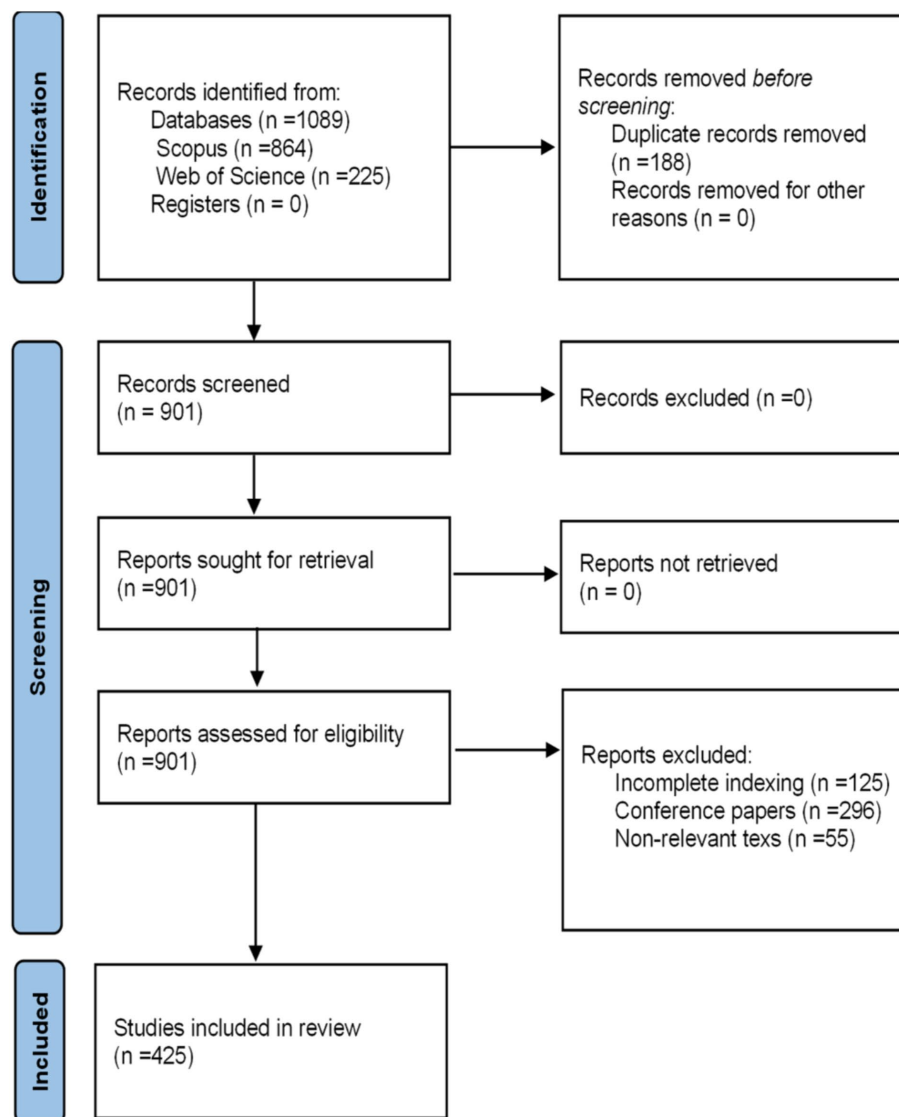 Identification
Records identified from:
Databases (n =1089)
Scopus (n =864)
Web of Science (n =225)
Registers (n = 0)
Records removed before
screening:
Duplicate records removed
(n =188)
Records removed for other
reasons (n = 0)
Screening
Records screened
(n = 901)
Records excluded (n =0)
Reports sought for retrieval
(n =901)
Reports not retrieved
(n = 0)
Reports assessed for eligibility
(n =901)
Reports excluded:
Incomplete indexing (n =125)
Conference papers (n =296)
Non-relevant texs (n =55)
Included
Studies included in review
(n =425)